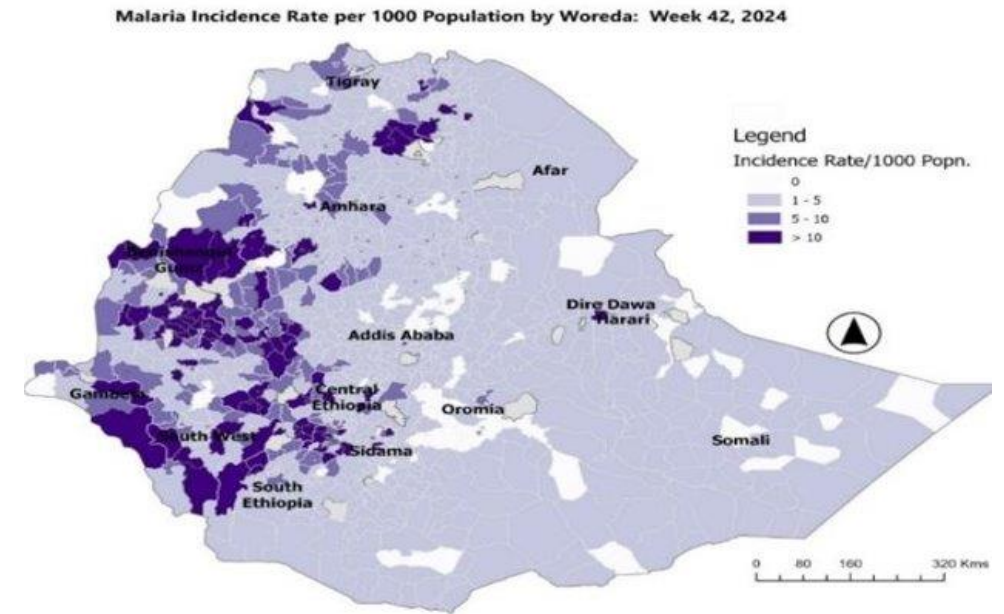 Malaria Incidence Rate per 1000 Population by Woreda: Week 42, 2024
Tigray
Legend
Incidence Rate/1000 Popn.
0
1 - 5
5 - 10
> 10
Afar
Amhara
Gumuz
Dire Dawa
Harari
Addis Ababa
Gambela
Central
Ethiopia
Oromia
South West
Sidama
Somali
South
Ethiopia
0 80 160 320 Kms